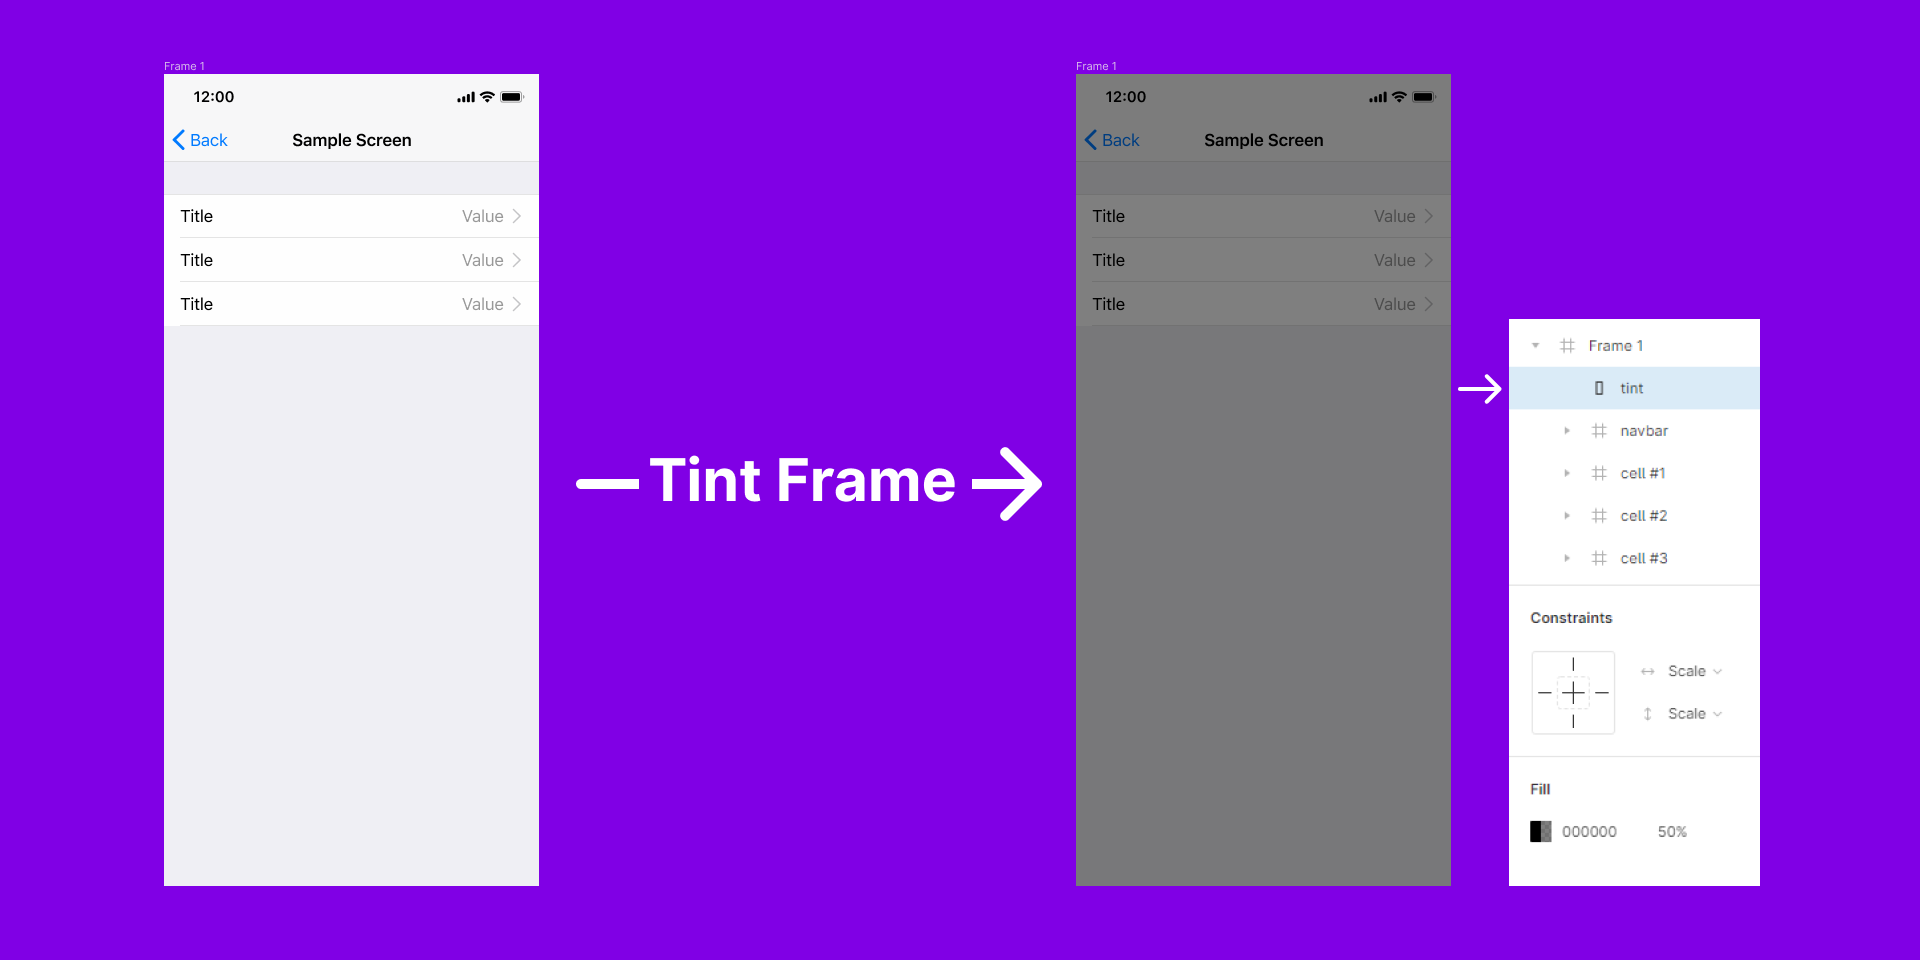 Frame 1
12:00
Back
Sample Screen
Title Value
Title Value
Title Value
Tint Frame
Frame 1
12:00
Back
Sample Screen
Title Value
Title Value
Title Value
Frame 1
tint
navbar
cell #1
cell #2
cell #3
Constraints
Scale
Scale
Fill
000000 50%